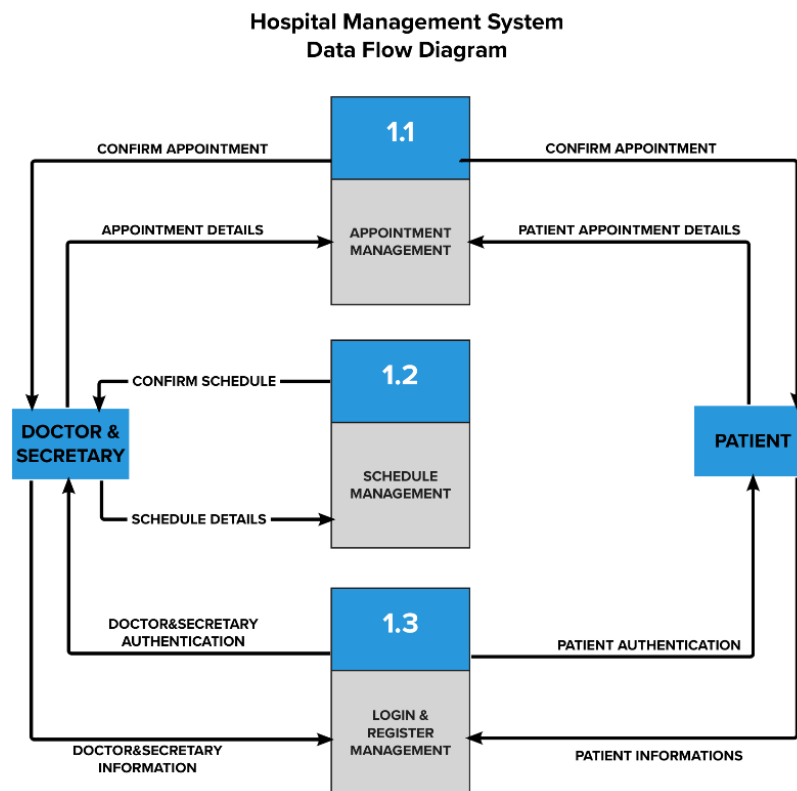 Hospital Management System
Data Flow Diagram
1.1
CONFIRM APPOINTMENT
CONFIRM APPOINTMENT
APPOINTMENT DETAILS
APPOINTMENT
MANAGEMENT
PATIENT APPOINTMENT DETAILS
1.2
CONFIRM SCHEDULE
DOCTOR &
SECRETARY
PATIENT
SCHEDULE
MANAGEMENT
SCHEDULE DETAILS
1.3
DOCTOR&SECRETARY
AUTHENTICATION
PATIENT AUTHENTICATION
LOGIN &
REGISTER
MANAGEMENT
DOCTOR&SECRETARY
INFORMATION
PATIENT INFORMATIONS